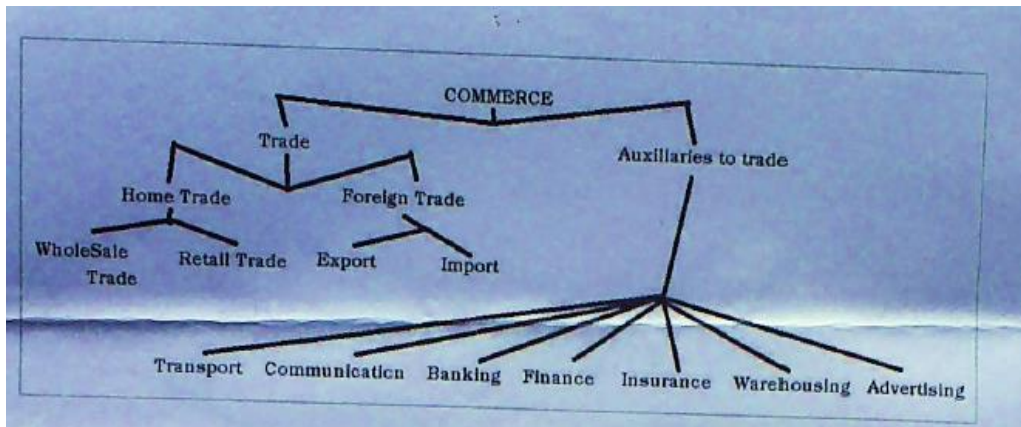 COMMERCE
Trade
Auxiliaries to trade
Home Trade
Foreign Trade
WholeSale
Trade
Retail Trade
Export
Import
Transport
Communication
Banking
Finance
Insurance
Warehousing
Advertising